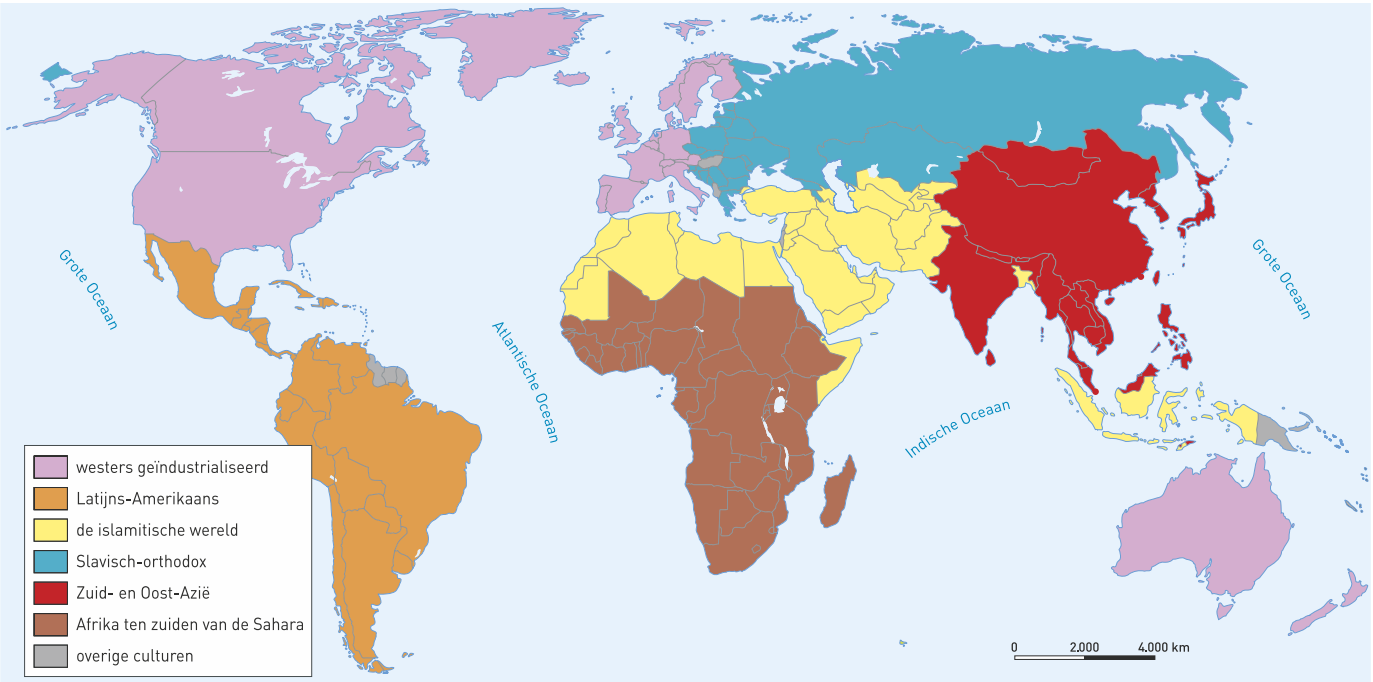 Grote Oceaan
Atlantische Oceaan
Indische Oceaan
Grote Oceaan
westers geïndustrialiseerd
Latijns-Amerikaans
de islamitische wereld
Slavisch-orthodox
Zuid- en Oost-Azië
Afrika ten zuiden van de Sahara
overige culturen
0 2.000 4.000 km